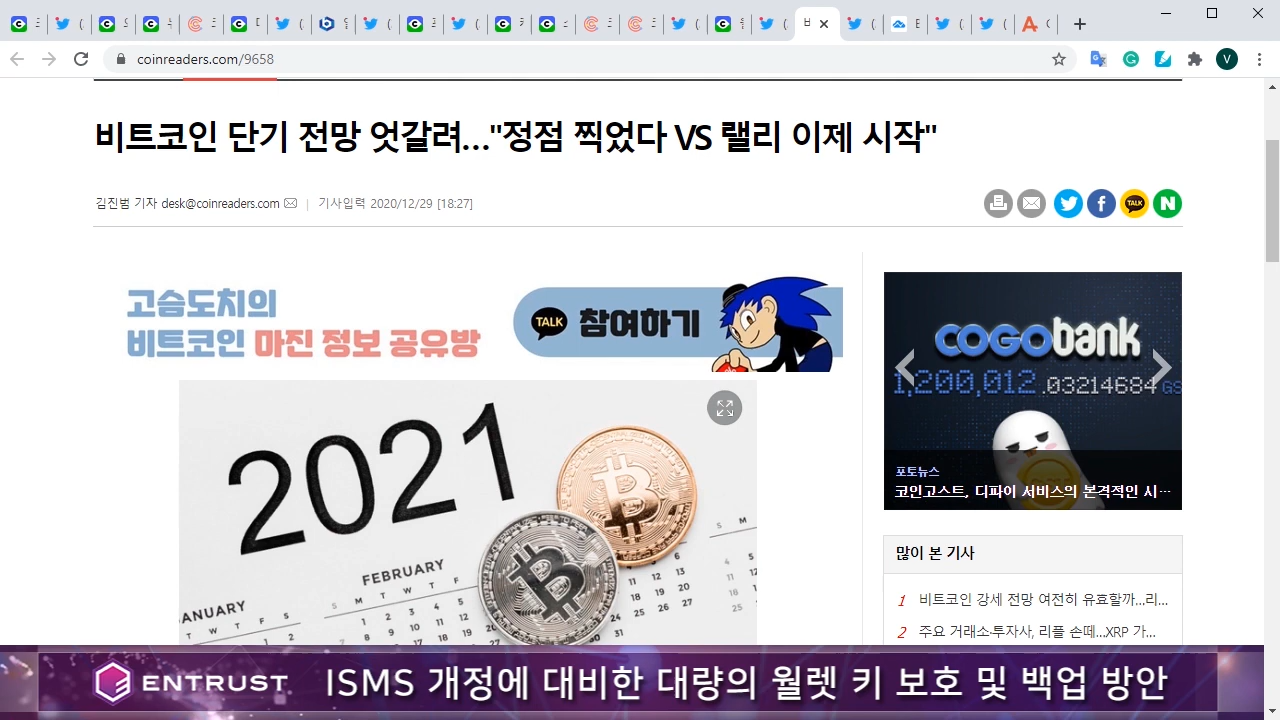 coinreaders.com/9658
V
비트코인 단기 전망 엇갈려…"정점 찍었다 VS 랠리 이제 시작"
김진범 기자 desk@coinreaders.com | 기사입력 2020/12/29 [18:27]
TALK
N
고슴도치의
비트코인 마진 정보 공유방
TALK 참여하기
COGObank
1,200,012.03214684 GS
포토뉴스
코인고스트, 디파이 서비스의 본격적인 시…
2021
FEBRUARY
S M T W T F S
많이 본 기사
1 비트코인 강세 전망 여전히 유효할까...리...
2 주요 거래소·투자사, 리플 손떼...XRP 가...
ENTRUST ISMS 개정에 대비한 대량의 월렛 키 보호 및 백업 방안